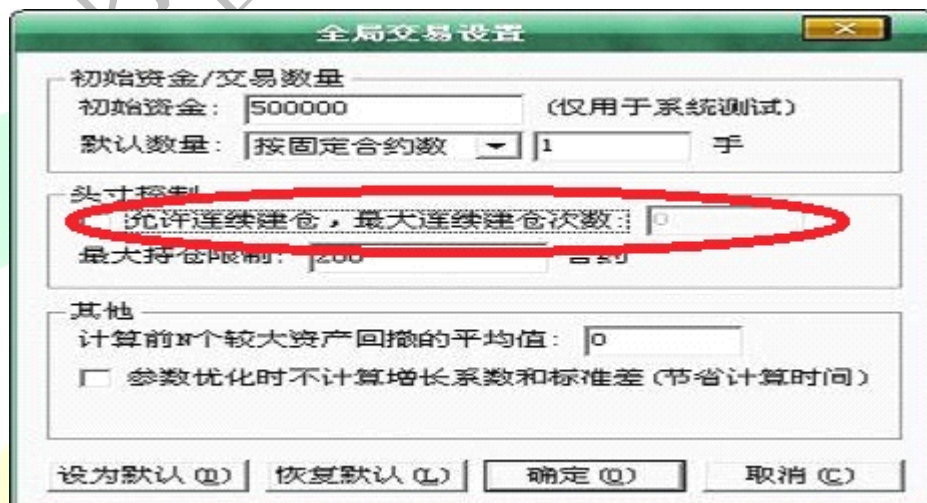 全局交易设置
初始资金/交易数量
初始资金: 500000 (仅用于系统测试)
默认数量: 按固定合约数 1 手
头寸控制
允许连续建仓,最大连续建仓次数: 0
最大持仓限制: 200 合约
其他
计算前N个较大资产回撤的平均值: 0
参数优化时不计算增长系数和标准差(节省计算时间)
设为默认(D) 恢复默认(L) 确定(O) 取消(C)